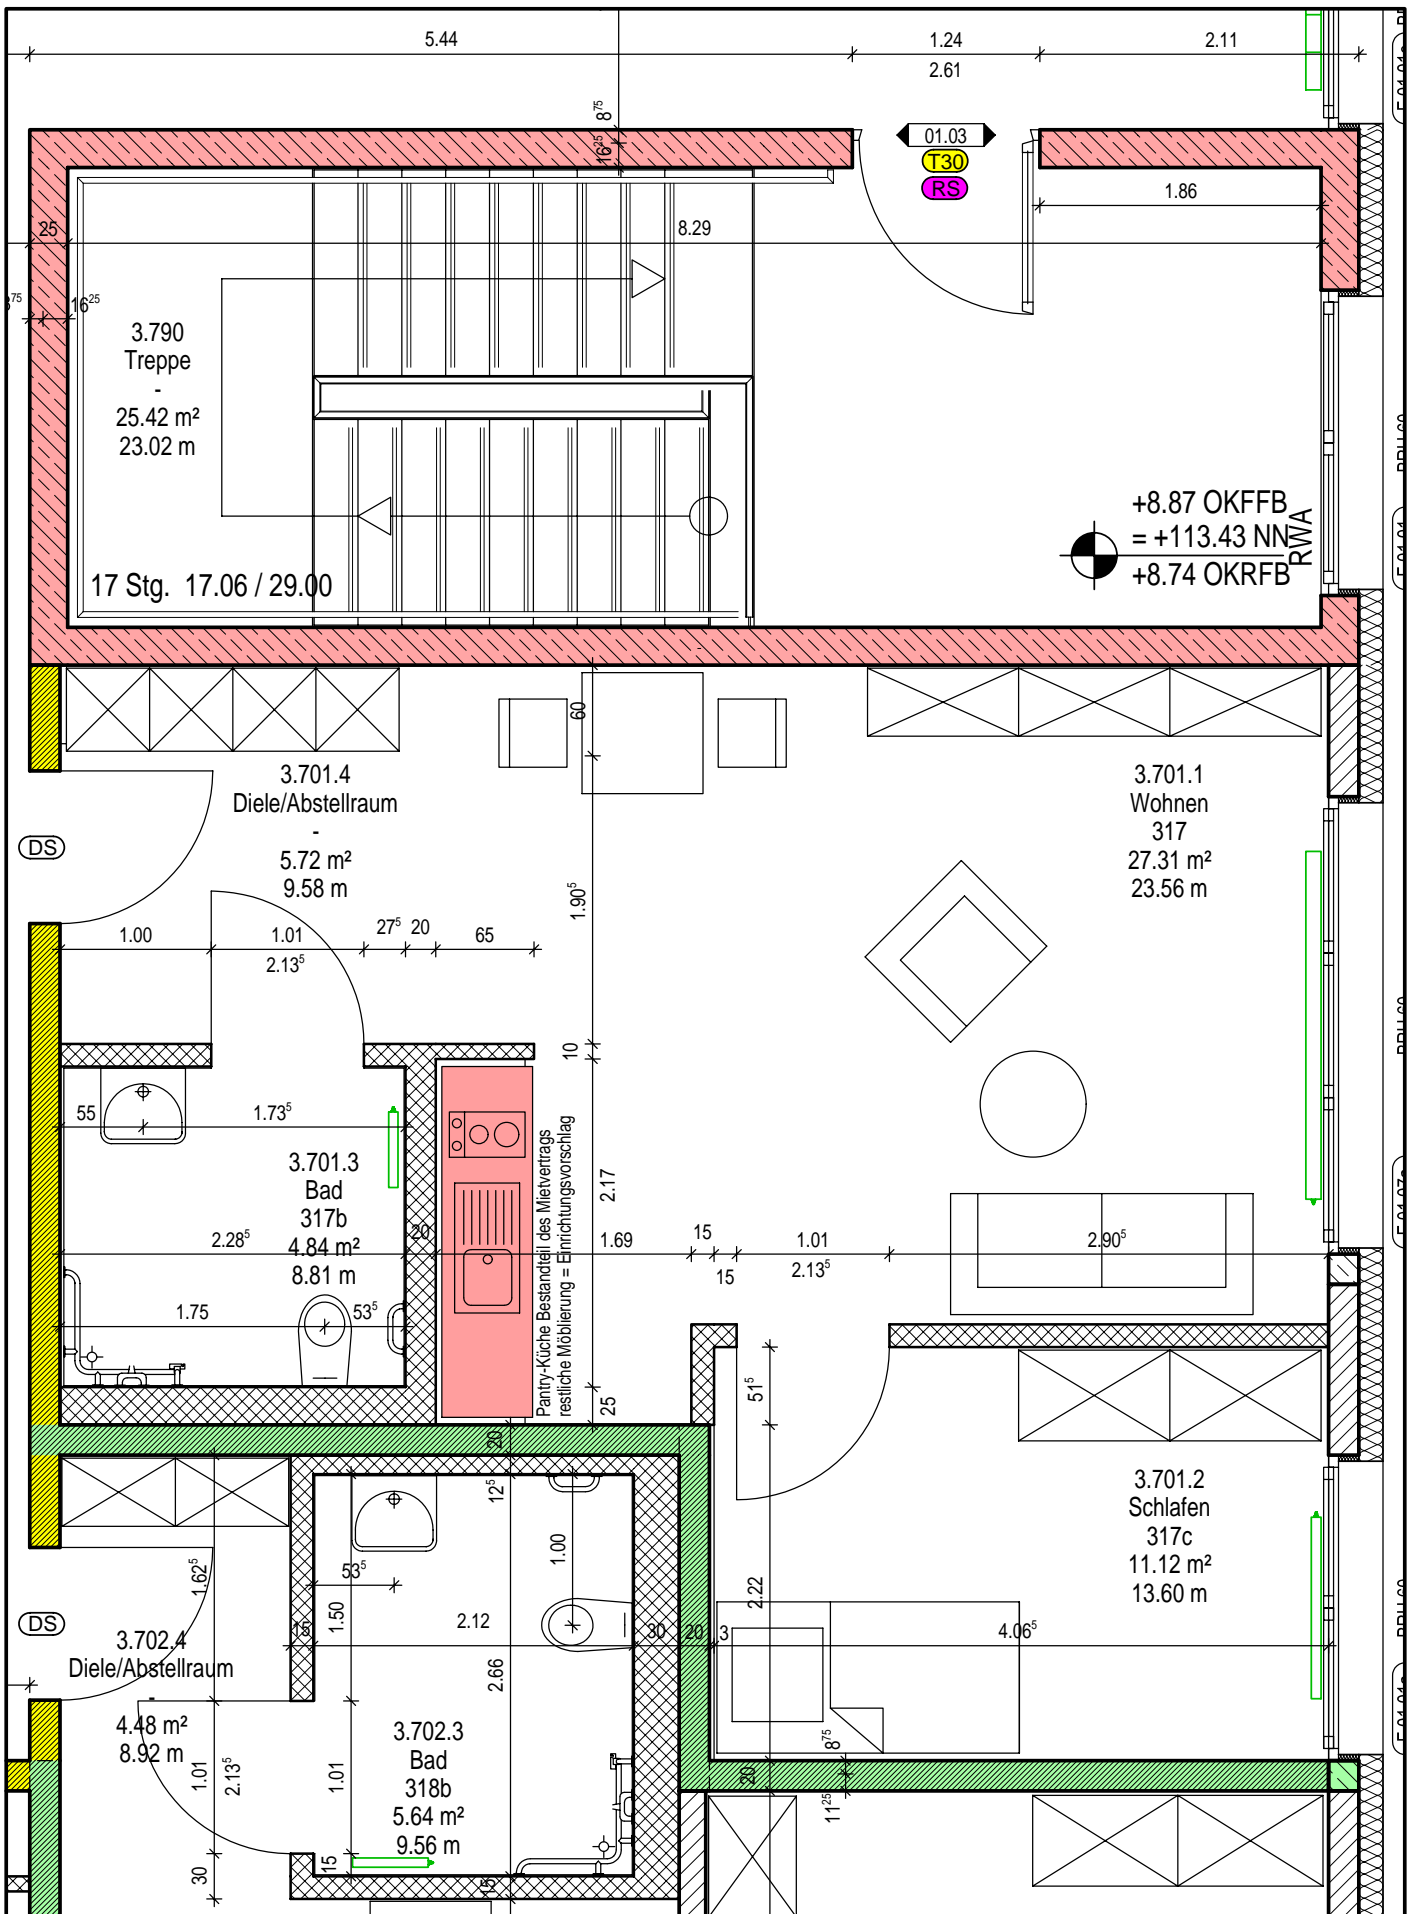 5.44
1.24
2.61
2.11
8⁷⁵
16²⁵
01.03
T30
RS
1.86
25
8.29
16²⁵
3.790
Treppe
-
25.42 m²
23.02 m
+8.87 OKFFB
= +113.43 NN
+8.74 OKRFB
RWA
17 Stg. 17.06 / 29.00
60
3.701.4
Diele/Abstellraum
-
5.72 m²
9.58 m
3.701.1
Wohnen
317
27.31 m²
23.56 m
DS
1.90⁵
1.00
1.01
2.13⁵
27⁵
20
65
10
55
1.73⁵
3.701.3
Bad
317b
4.84 m²
8.81 m
Pantry-Küche Bestandteil des Mietvertrags
restliche Möblierung = Einrichtungsvorschlag
2.17
2.28⁵
20
1.69
15
15
1.01
2.13⁵
2.90⁵
1.75
53⁵
51⁵
25
20
12⁵
3.701.2
Schlafen
317c
11.12 m²
13.60 m
1.62⁵
53⁵
1.50
1.00
2.22
DS
3.702.4
Diele/Abstellraum
-
4.48 m²
8.92 m
15
2.12
30
20
3
4.06⁵
2.66
3.702.3
Bad
318b
5.64 m²
9.56 m
1.01
2.13⁵
1.01
20
8⁷⁵
11²⁵
30
15
15